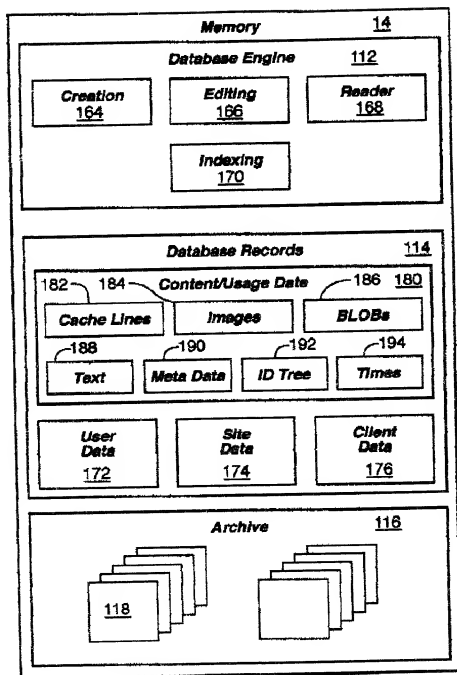 Memory 14
Database Engine 112
Creation 164
Editing 166
Reader 168
Indexing 170
Database Records 114
Content/Usage Date 180
182 184 186
Cache Lines Images BLOBs
188 190 192 194
Text Meta Data ID Tree Times
User Data 172
Site Data 174
Client Data 176
Archive 116
118